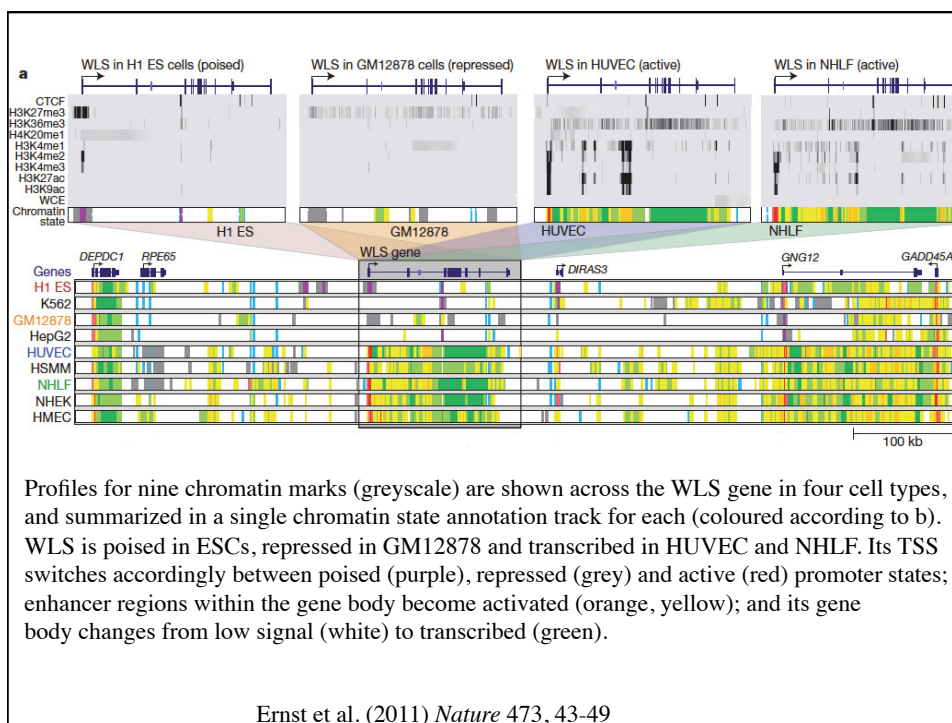 a
WLS in H1 ES cells (poised)
WLS in GM12878 cells (repressed)
WLS in HUVEC (active)
WLS in NHLF (active)
CTCF
H3K27me3
H3K36me3
H4K20me1
H3K4me1
H3K4me2
H3K4me3
H3K27ac
H3K9ac
WCE
Chromatin
state
H1 ES
GM12878
HUVEC
NHLF
WLS gene
DEPDC1
RPE65
DIRAS3
GNG12
GADD45A
Genes
H1 ES
K562
GM12878
HepG2
HUVEC
HSMM
NHLF
NHEK
HMEC
100 kb
Profiles for nine chromatin marks (greyscale) are shown across the WLS gene in four cell types,
and summarized in a single chromatin state annotation track for each (coloured according to b).
WLS is poised in ESCs, repressed in GM12878 and transcribed in HUVEC and NHLF. Its TSS
switches accordingly between poised (purple), repressed (grey) and active (red) promoter states;
enhancer regions within the gene body become activated (orange, yellow); and its gene
body changes from low signal (white) to transcribed (green).
Ernst et al. (2011) Nature 473, 43-49